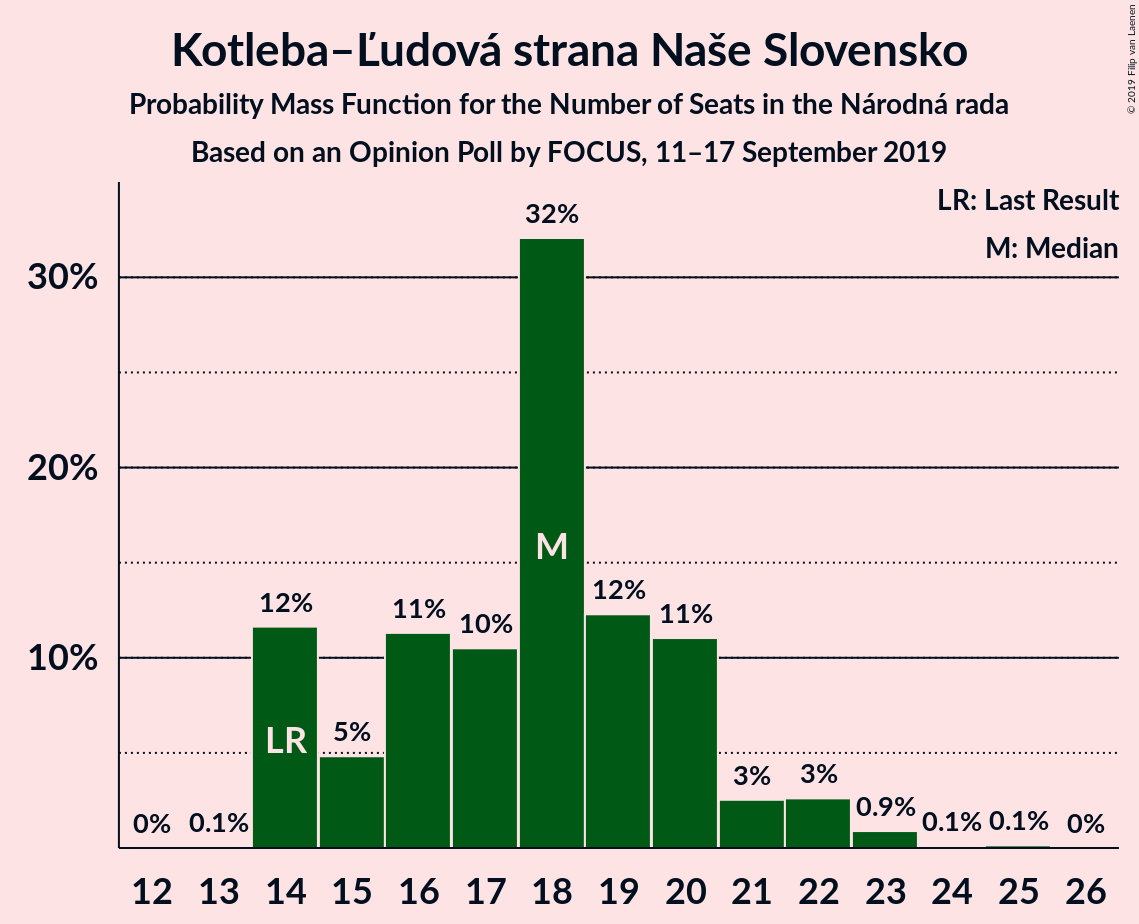 Kotleba–Ľudová strana Naše Slovensko
Probability Mass Function for the Number of Seats in the Národná rada
Based on an Opinion Poll by FOCUS, 11–17 September 2019
© 2019 Filip van Laenen
LR: Last Result
M: Median
30%
20%
10%
0%
0.1%
12%
5%
11%
10%
32%
12%
11%
3%
3%
0.9%
0.1%
0.1%
0%
LR
M
12 13 14 15 16 17 18 19 20 21 22 23 24 25 26